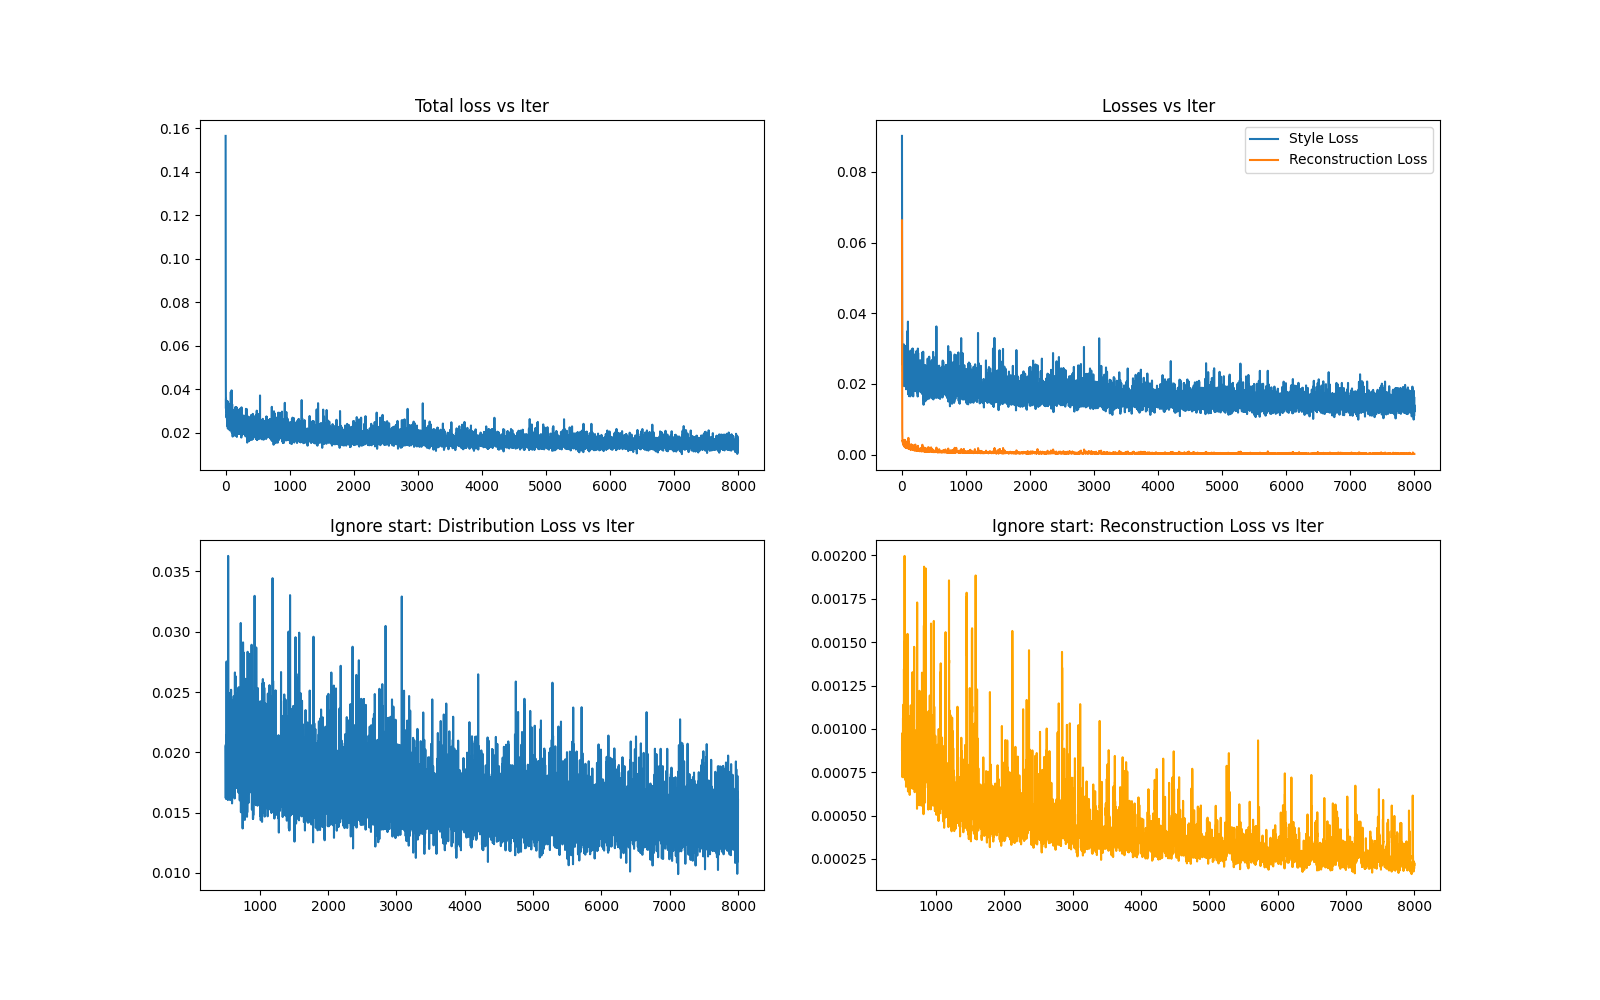 Total loss vs Iter
0.16
0.14
0.12
0.10
0.08
0.06
0.04
0.02
0 1000 2000 3000 4000 5000 6000 7000 8000
Losses vs Iter
Style Loss
Reconstruction Loss
0.08
0.06
0.04
0.02
0.00
0 1000 2000 3000 4000 5000 6000 7000 8000
Ignore start: Distribution Loss vs Iter
0.035
0.030
0.025
0.020
0.015
0.010
1000 2000 3000 4000 5000 6000 7000 8000
Ignore start: Reconstruction Loss vs Iter
0.00200
0.00175
0.00150
0.00125
0.00100
0.00075
0.00050
0.00025
1000 2000 3000 4000 5000 6000 7000 8000